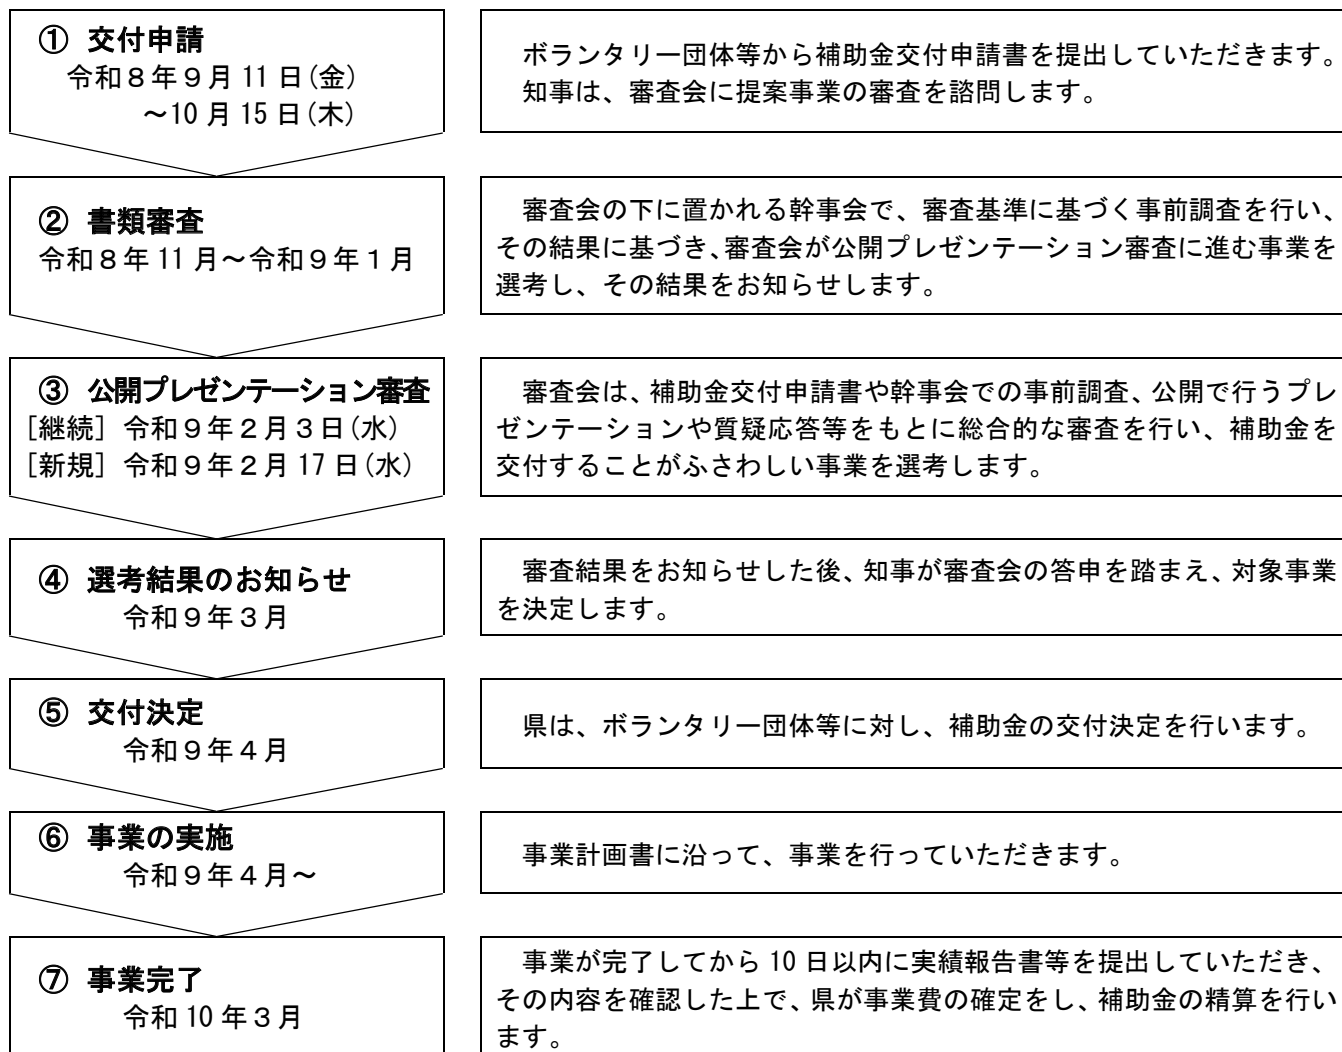 ① 交付申請
令和８年９月 11 日(金)
～10 月 15 日(木)
ボランタリー団体等から補助金交付申請書を提出していただきます。
知事は、審査会に提案事業の審査を諮問します。
② 書類審査
令和８年 11 月～令和９年１月
審査会の下に置かれる幹事会で、審査基準に基づく事前調査を行い、
その結果に基づき、審査会が公開プレゼンテーション審査に進む事業を
選考し、その結果をお知らせします。
③ 公開プレゼンテーション審査
[継続] 令和９年２月３日(水)
[新規] 令和９年２月 17 日(水)
審査会は、補助金交付申請書や幹事会での事前調査、公開で行うプレ
ゼンテーションや質疑応答等をもとに総合的な審査を行い、補助金を
交付することがふさわしい事業を選考します。
④ 選考結果のお知らせ
令和９年３月
審査結果をお知らせした後、知事が審査会の答申を踏まえ、対象事業
を決定します。
⑤ 交付決定
令和９年４月
県は、ボランタリー団体等に対し、補助金の交付決定を行います。
⑥ 事業の実施
令和９年４月～
事業計画書に沿って、事業を行っていただきます。
⑦ 事業完了
令和 10 年３月
事業が完了してから 10 日以内に実績報告書等を提出していただき、
その内容を確認した上で、県が事業費の確定をし、補助金の精算を行い
ます。